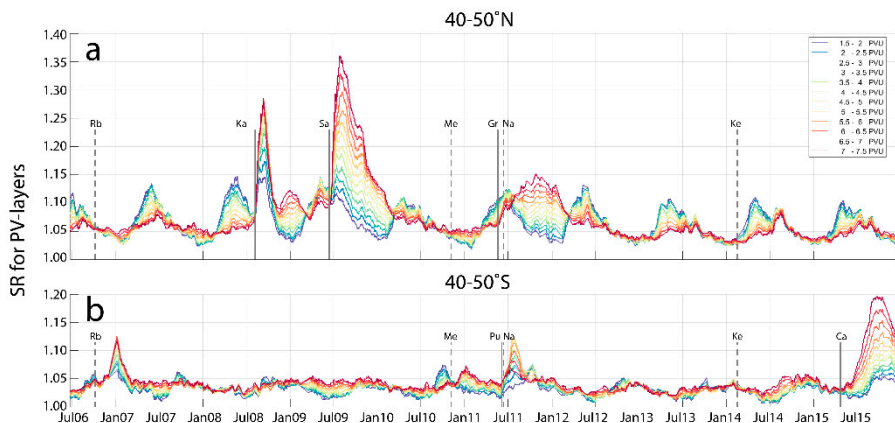 40-50°N
a
1.40
1.35
1.30
1.25
1.20
1.15
1.10
1.05
1.00
Rb
Ka
Sa
Me
Gr
Na
Ke
1.5 - 2 PVU
2 - 2.5 PVU
2.5 - 3 PVU
3 - 3.5 PVU
3.5 - 4 PVU
4 - 4.5 PVU
4.5 - 5 PVU
5 - 5.5 PVU
5.5 - 6 PVU
6 - 6.5 PVU
6.5 - 7 PVU
7 - 7.5 PVU
SR for PV-layers
40-50°S
b
1.20
1.15
1.10
1.05
1.00
Rb
Me
Pu
Na
Ke
Ca
Jul06 Jan07 Jul07 Jan08 Jul08 Jan09 Jul09 Jan10 Jul10 Jan11 Jul11 Jan12 Jul12 Jan13 Jul13 Jan14 Jul14 Jan15 Jul15